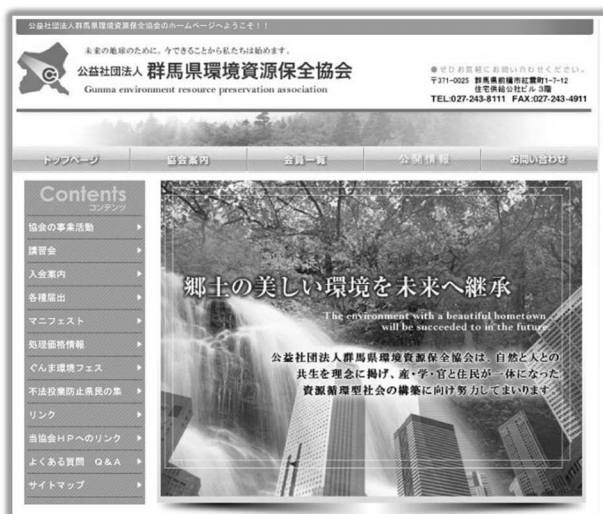 公益社団法人群馬県環境資源保全協会のホームページへようこそ！！
未来の地球のために、今できることから私たちは始めます。
公益社団法人 群馬県環境資源保全協会
Gunma environment resource preservation association
●ぜひお気軽にお問い合わせください。
〒371-0025 群馬県前橋市紅雲町1-7-12
住宅供給公社ビル 3階
TEL:027-243-8111 FAX:027-243-4911
トップページ 協会案内 会員一覧 公開情報 お問い合わせ
Contents
コンテンツ
協会の事業活動
講習会
入会案内
各種届出
マニフェスト
処理価格情報
ぐんま環境フェス
不法投棄防止県民の集
リンク
当協会ＨＰへのリンク
よくある質問 Ｑ＆Ａ
サイトマップ
郷土の美しい環境を未来へ継承
The environment with a beautiful hometown
will be succeeded to in the future.
公益社団法人群馬県環境資源保全協会は、自然と人との
共生を理念に掲げ、産・学・官と住民が一体になった
資源循環型社会の構築に向け努力してまいります。